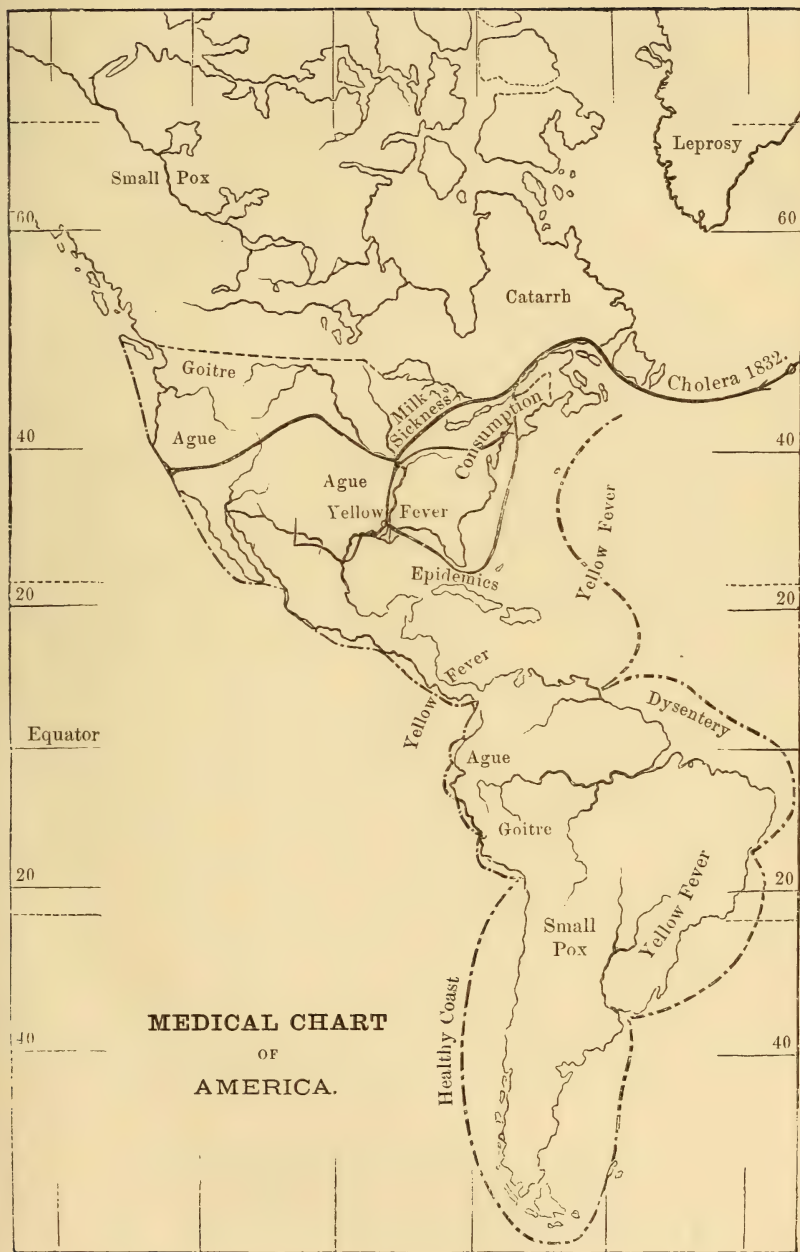 Leprosy
Small Pox
60
60
Catarrh
Goitre
Cholera 1832.
Milk
Sickness
Consumption
Ague
40
40
Ague
Yellow Fever
Yellow Fever
Epidemics
20
20
Yellow Fever
Dysentery
Equator
Ague
Goitre
20
20
Yellow Fever
Small
Pox
Healthy Coast
MEDICAL CHART
OF
AMERICA.
40
40